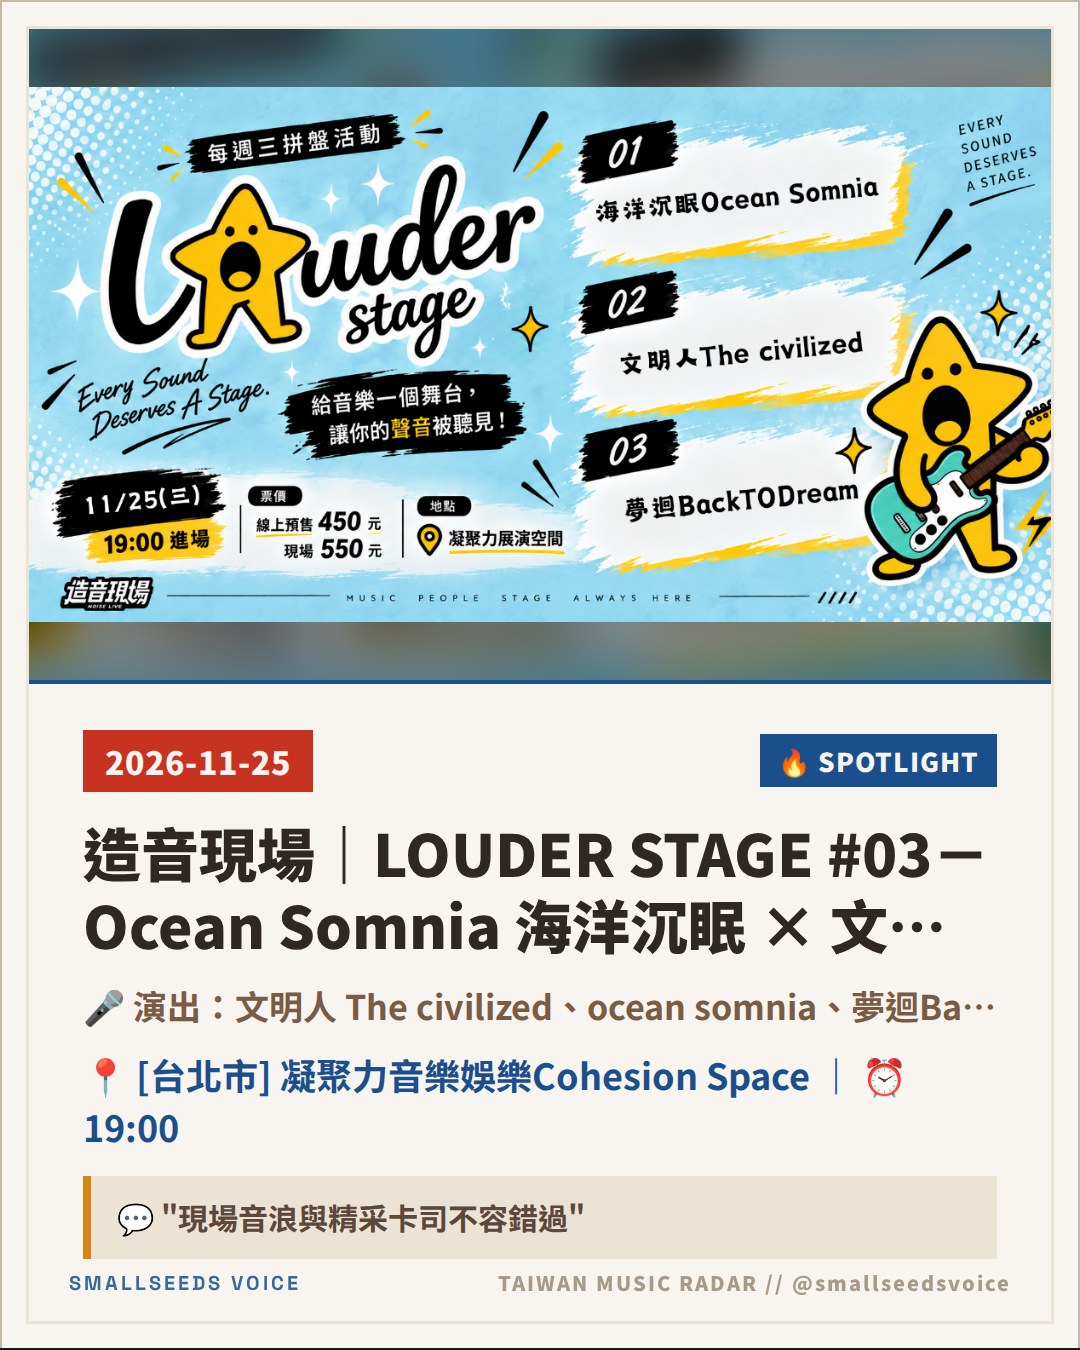 每週三拼盤活動
Louder
stage
Every Sound
Deserves A Stage.
給音樂一個舞台，
讓你的聲音被聽見！
11/25(三)
19:00 進場
票價
線上預售 450 元
現場 550 元
地點
凝聚力展演空間
01
海洋沉眠Ocean Somnia
02
文明人The civilized
03
夢迴BackTODream
EVERY
SOUND
DESERVES
A STAGE.
造音現場
NOISE LIVE
MUSIC PEOPLE STAGE ALWAYS HERE
2026-11-25
🔥 SPOTLIGHT
造音現場｜LOUDER STAGE #03－
Ocean Somnia 海洋沉眠 × 文…
🎤 演出：文明人 The civilized、ocean somnia、夢迴Ba…
📍 [台北市] 凝聚力音樂娛樂Cohesion Space ｜ ⏰
19:00
💬 "現場音浪與精采卡司不容錯過"
SMALLSEEDS VOICE
TAIWAN MUSIC RADAR // @smallseedsvoice